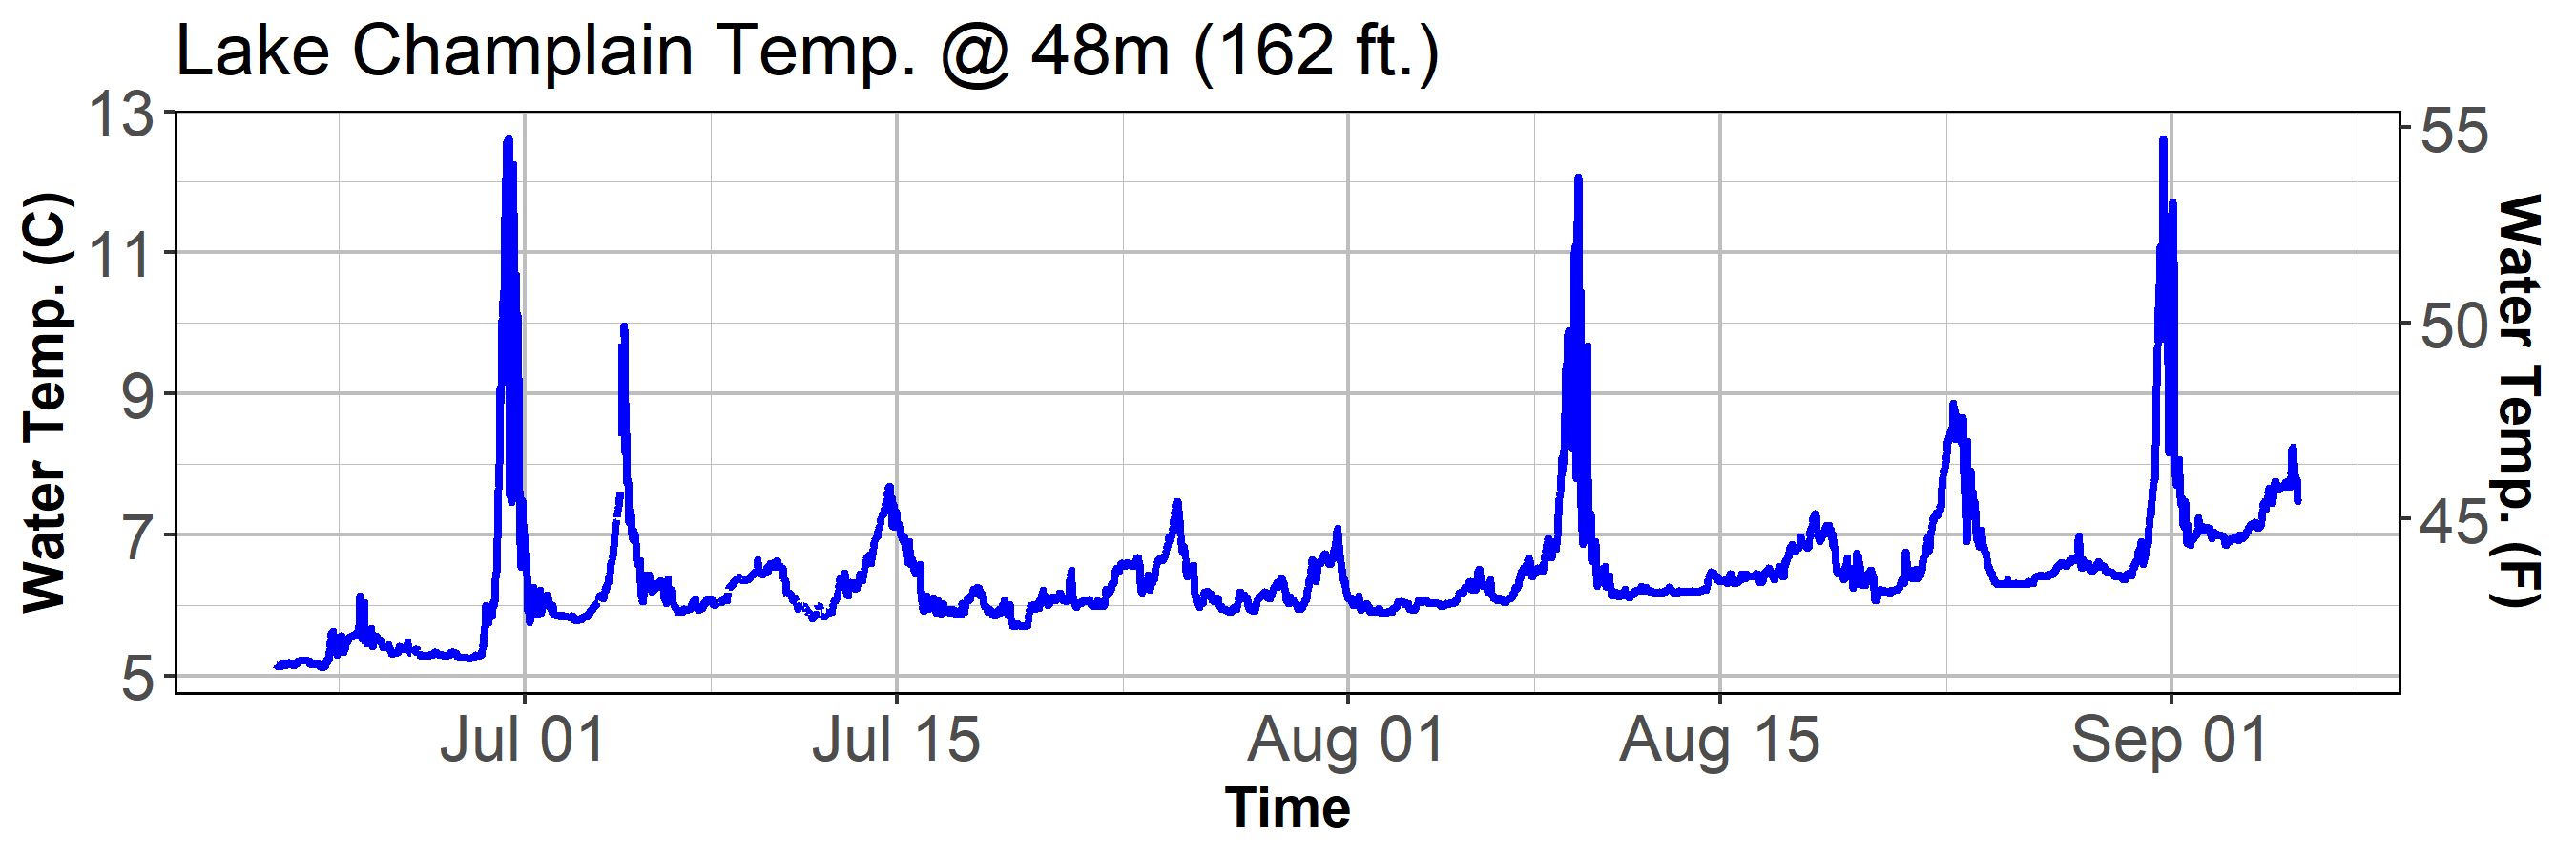 Lake Champlain Temp. @ 48m (162 ft.)
Water Temp. (C)
13
11
9
7
5
55
50
45
Water Temp. (F)
Jul 01
Jul 15
Aug 01
Aug 15
Sep 01
Time